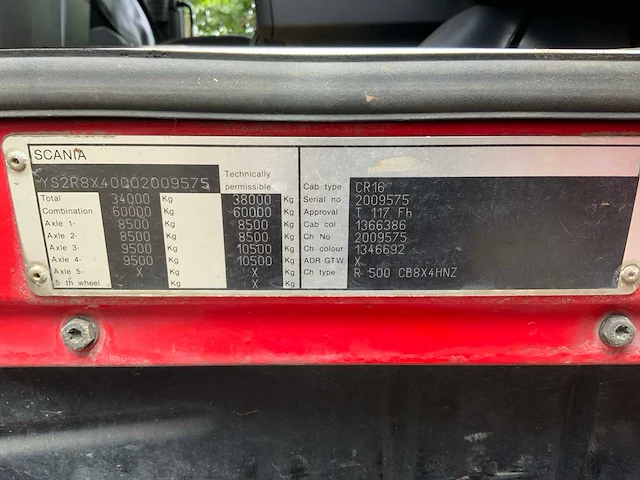 SCANIA
YS2R8X40002009575 Technically permissible
Total 34000 Kg 38000 Kg
Combination 60000 Kg 60000 Kg
Axle 1- 8500 Kg 8500 Kg
Axle 2- 8500 Kg 8500 Kg
Axle 3- 9500 Kg 10500 Kg
Axle 4- 9500 Kg 10500 Kg
Axle 5- X Kg X Kg
5 th wheel X Kg X Kg
Cab type CR16
Serial no 2009575
Approval T 117 Fh
Cab col 1366386
Ch No 2009575
Ch colour 1346692
ADR GTW X
Ch type R 500 CB8X4HNZ